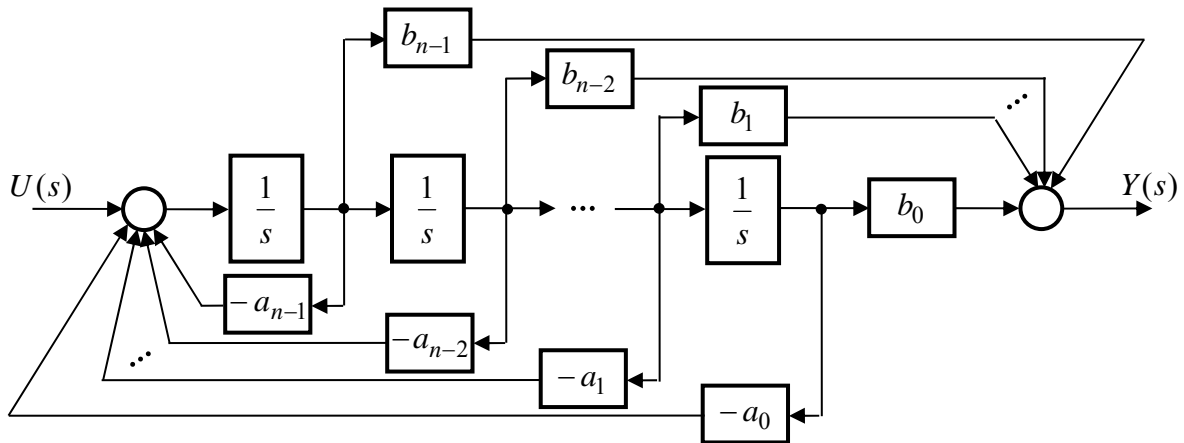 b_{n−1}
b_{n−2}
...
b_1
U(s)
1/s
1/s
...
1/s
b_0
Y(s)
−a_{n−1}
−a_{n−2}
...
−a_1
−a_0